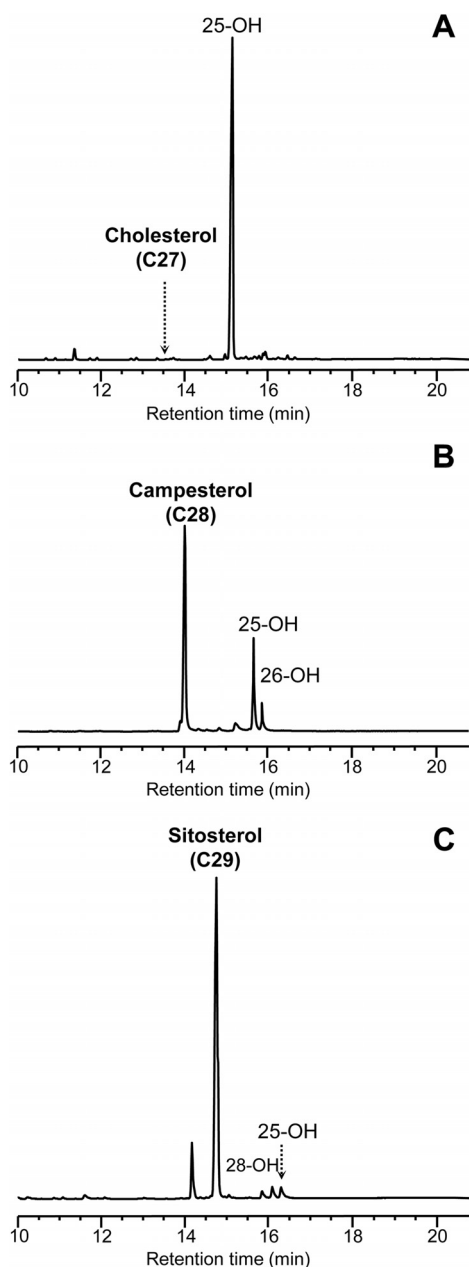 25-OH
A
Cholesterol
(C27)
10 12 14 16 18 20
Retention time (min)
B
Campesterol
(C28)
25-OH
26-OH
10 12 14 16 18 20
Retention time (min)
Sitosterol
(C29)
C
25-OH
28-OH
10 12 14 16 18 20
Retention time (min)